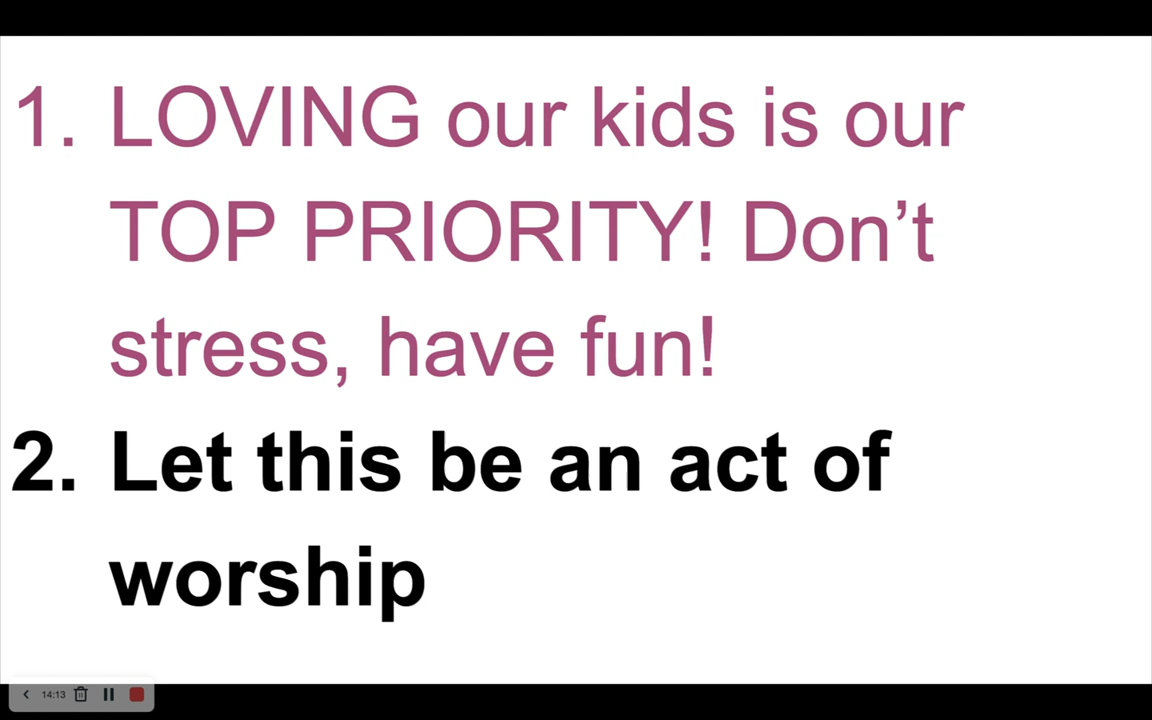 1. LOVING our kids is our
TOP PRIORITY! Don’t
stress, have fun!
2. Let this be an act of
worship
14:13